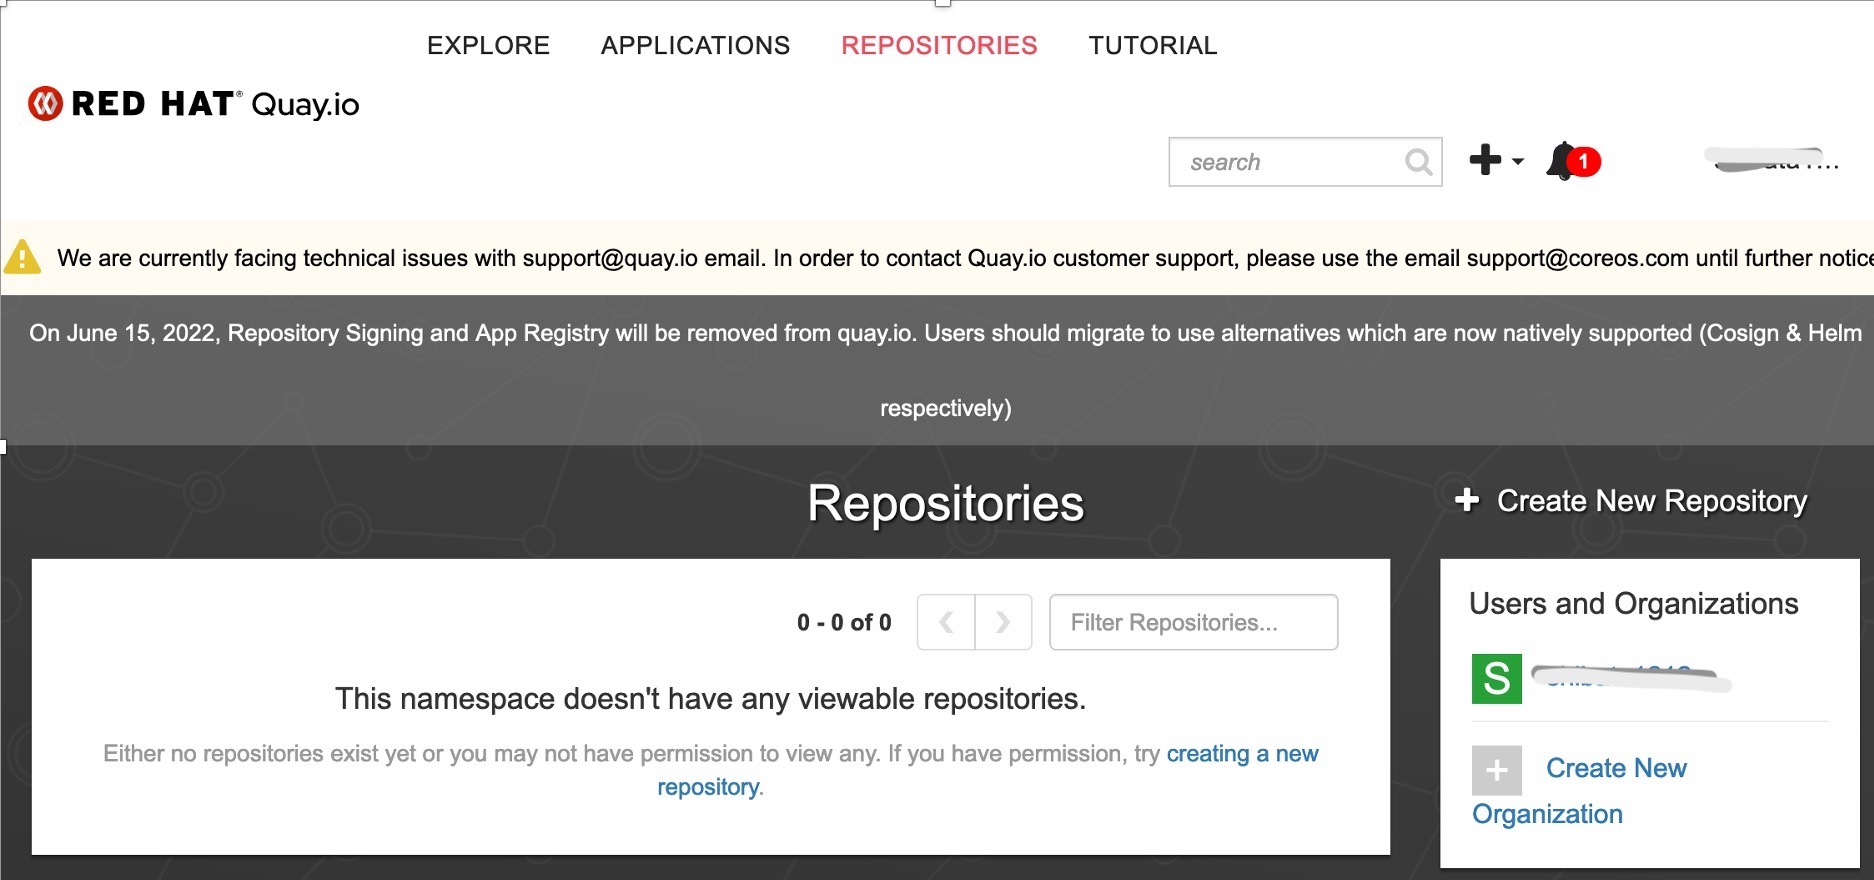 EXPLORE APPLICATIONS REPOSITORIES TUTORIAL
RED HAT® Quay.io
search
1
We are currently facing technical issues with support@quay.io email. In order to contact Quay.io customer support, please use the email support@coreos.com until further notice
On June 15, 2022, Repository Signing and App Registry will be removed from quay.io. Users should migrate to use alternatives which are now natively supported (Cosign & Helm
respectively)
Repositories
Create New Repository
0 - 0 of 0
Filter Repositories...
This namespace doesn't have any viewable repositories.
Either no repositories exist yet or you may not have permission to view any. If you have permission, try creating a new
repository.
Users and Organizations
S
Create New
Organization